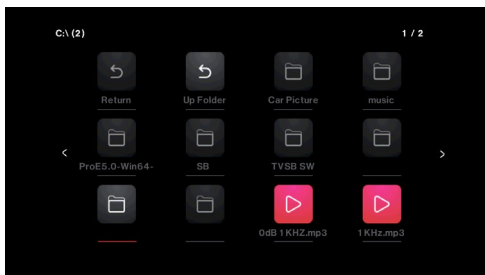 C:\ (2)
1 / 2
Return
Up Folder
Car Picture
music
ProE5.0-Win64-
SB
TVSB SW
0dB 1KHZ.mp3
1KHz.mp3